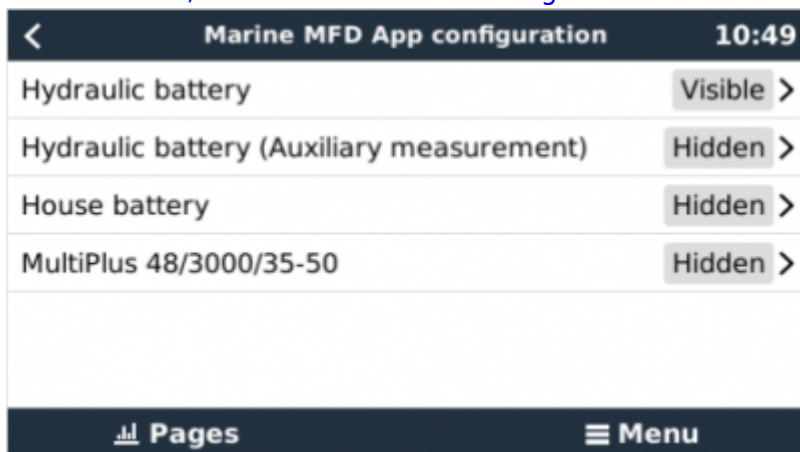 Marine MFD App configuration 10:49
Hydraulic battery Visible
Hydraulic battery (Auxiliary measurement) Hidden
House battery Hidden
MultiPlus 48/3000/35-50 Hidden
Pages Menu